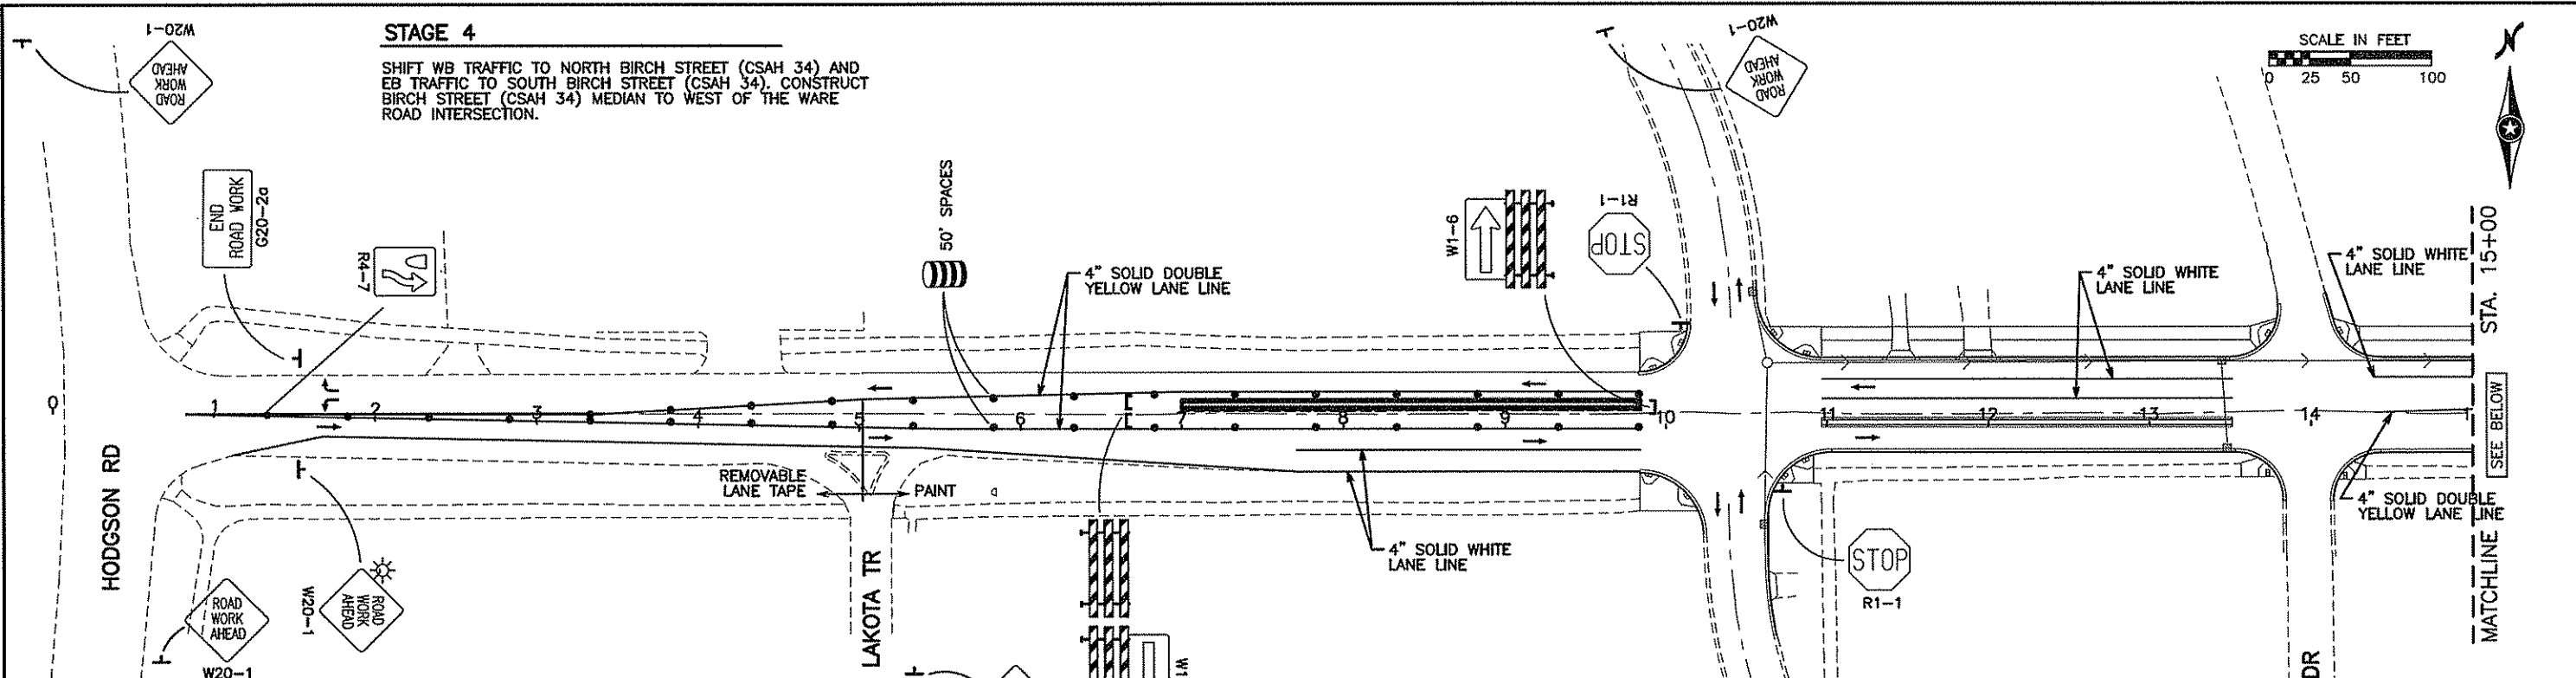 STAGE 4
SHIFT WB TRAFFIC TO NORTH BIRCH STREET (CSAH 34) AND
EB TRAFFIC TO SOUTH BIRCH STREET (CSAH 34). CONSTRUCT
BIRCH STREET (CSAH 34) MEDIAN TO WEST OF THE WARE
ROAD INTERSECTION.
W20-1
ROAD
WORK
AHEAD
W20-1
ROAD
WORK
AHEAD
SCALE IN FEET
0 25 50 100
N
END
ROAD WORK
G20-2a
R4-7
50' SPACES
4" SOLID DOUBLE
YELLOW LANE LINE
W1-6
R1-1
STOP
4" SOLID WHITE
LANE LINE
4" SOLID WHITE
LANE LINE
MATCHLINE STA. 15+00
SEE BELOW
0 1 2 3 4 5 6 7 8 9 10 11 12 13 14
HODGSON RD
REMOVABLE
LANE TAPE
PAINT
LAKOTA TR
4" SOLID WHITE
LANE LINE
STOP
R1-1
4" SOLID DOUBLE
YELLOW LANE LINE
ROAD
WORK
AHEAD
W20-1
ROAD
WORK
AHEAD
W20-1
W1
DR